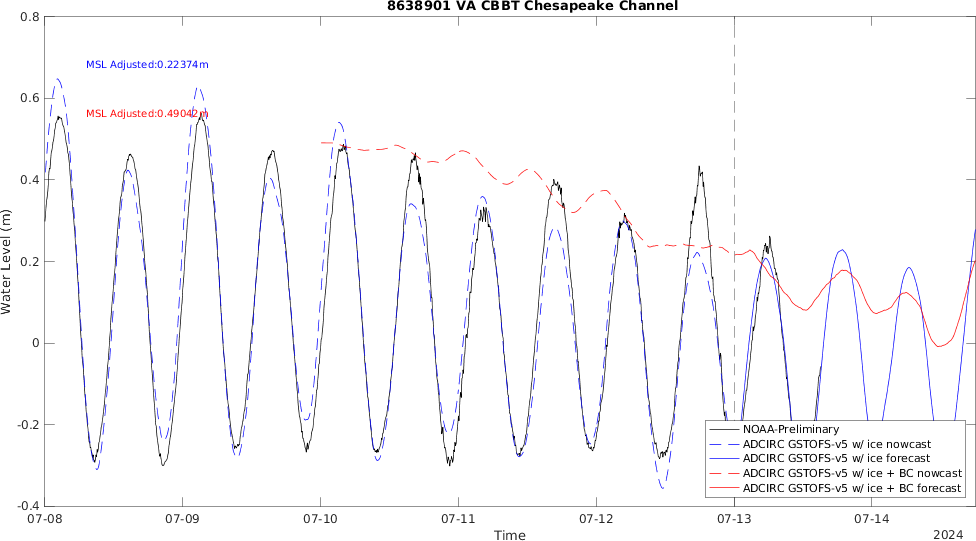 8638901 VA CBBT Chesapeake Channel
0.8
0.6
0.4
0.2
0
-0.2
-0.4
Water Level (m)
MSL Adjusted:0.22374m
MSL Adjusted:0.49042m
NOAA-Preliminary
ADCIRC GSTOFS-v5 w/ ice nowcast
ADCIRC GSTOFS-v5 w/ ice forecast
ADCIRC GSTOFS-v5 w/ ice + BC nowcast
ADCIRC GSTOFS-v5 w/ ice + BC forecast
07-08 07-09 07-10 07-11 07-12 07-13 07-14
Time
2024